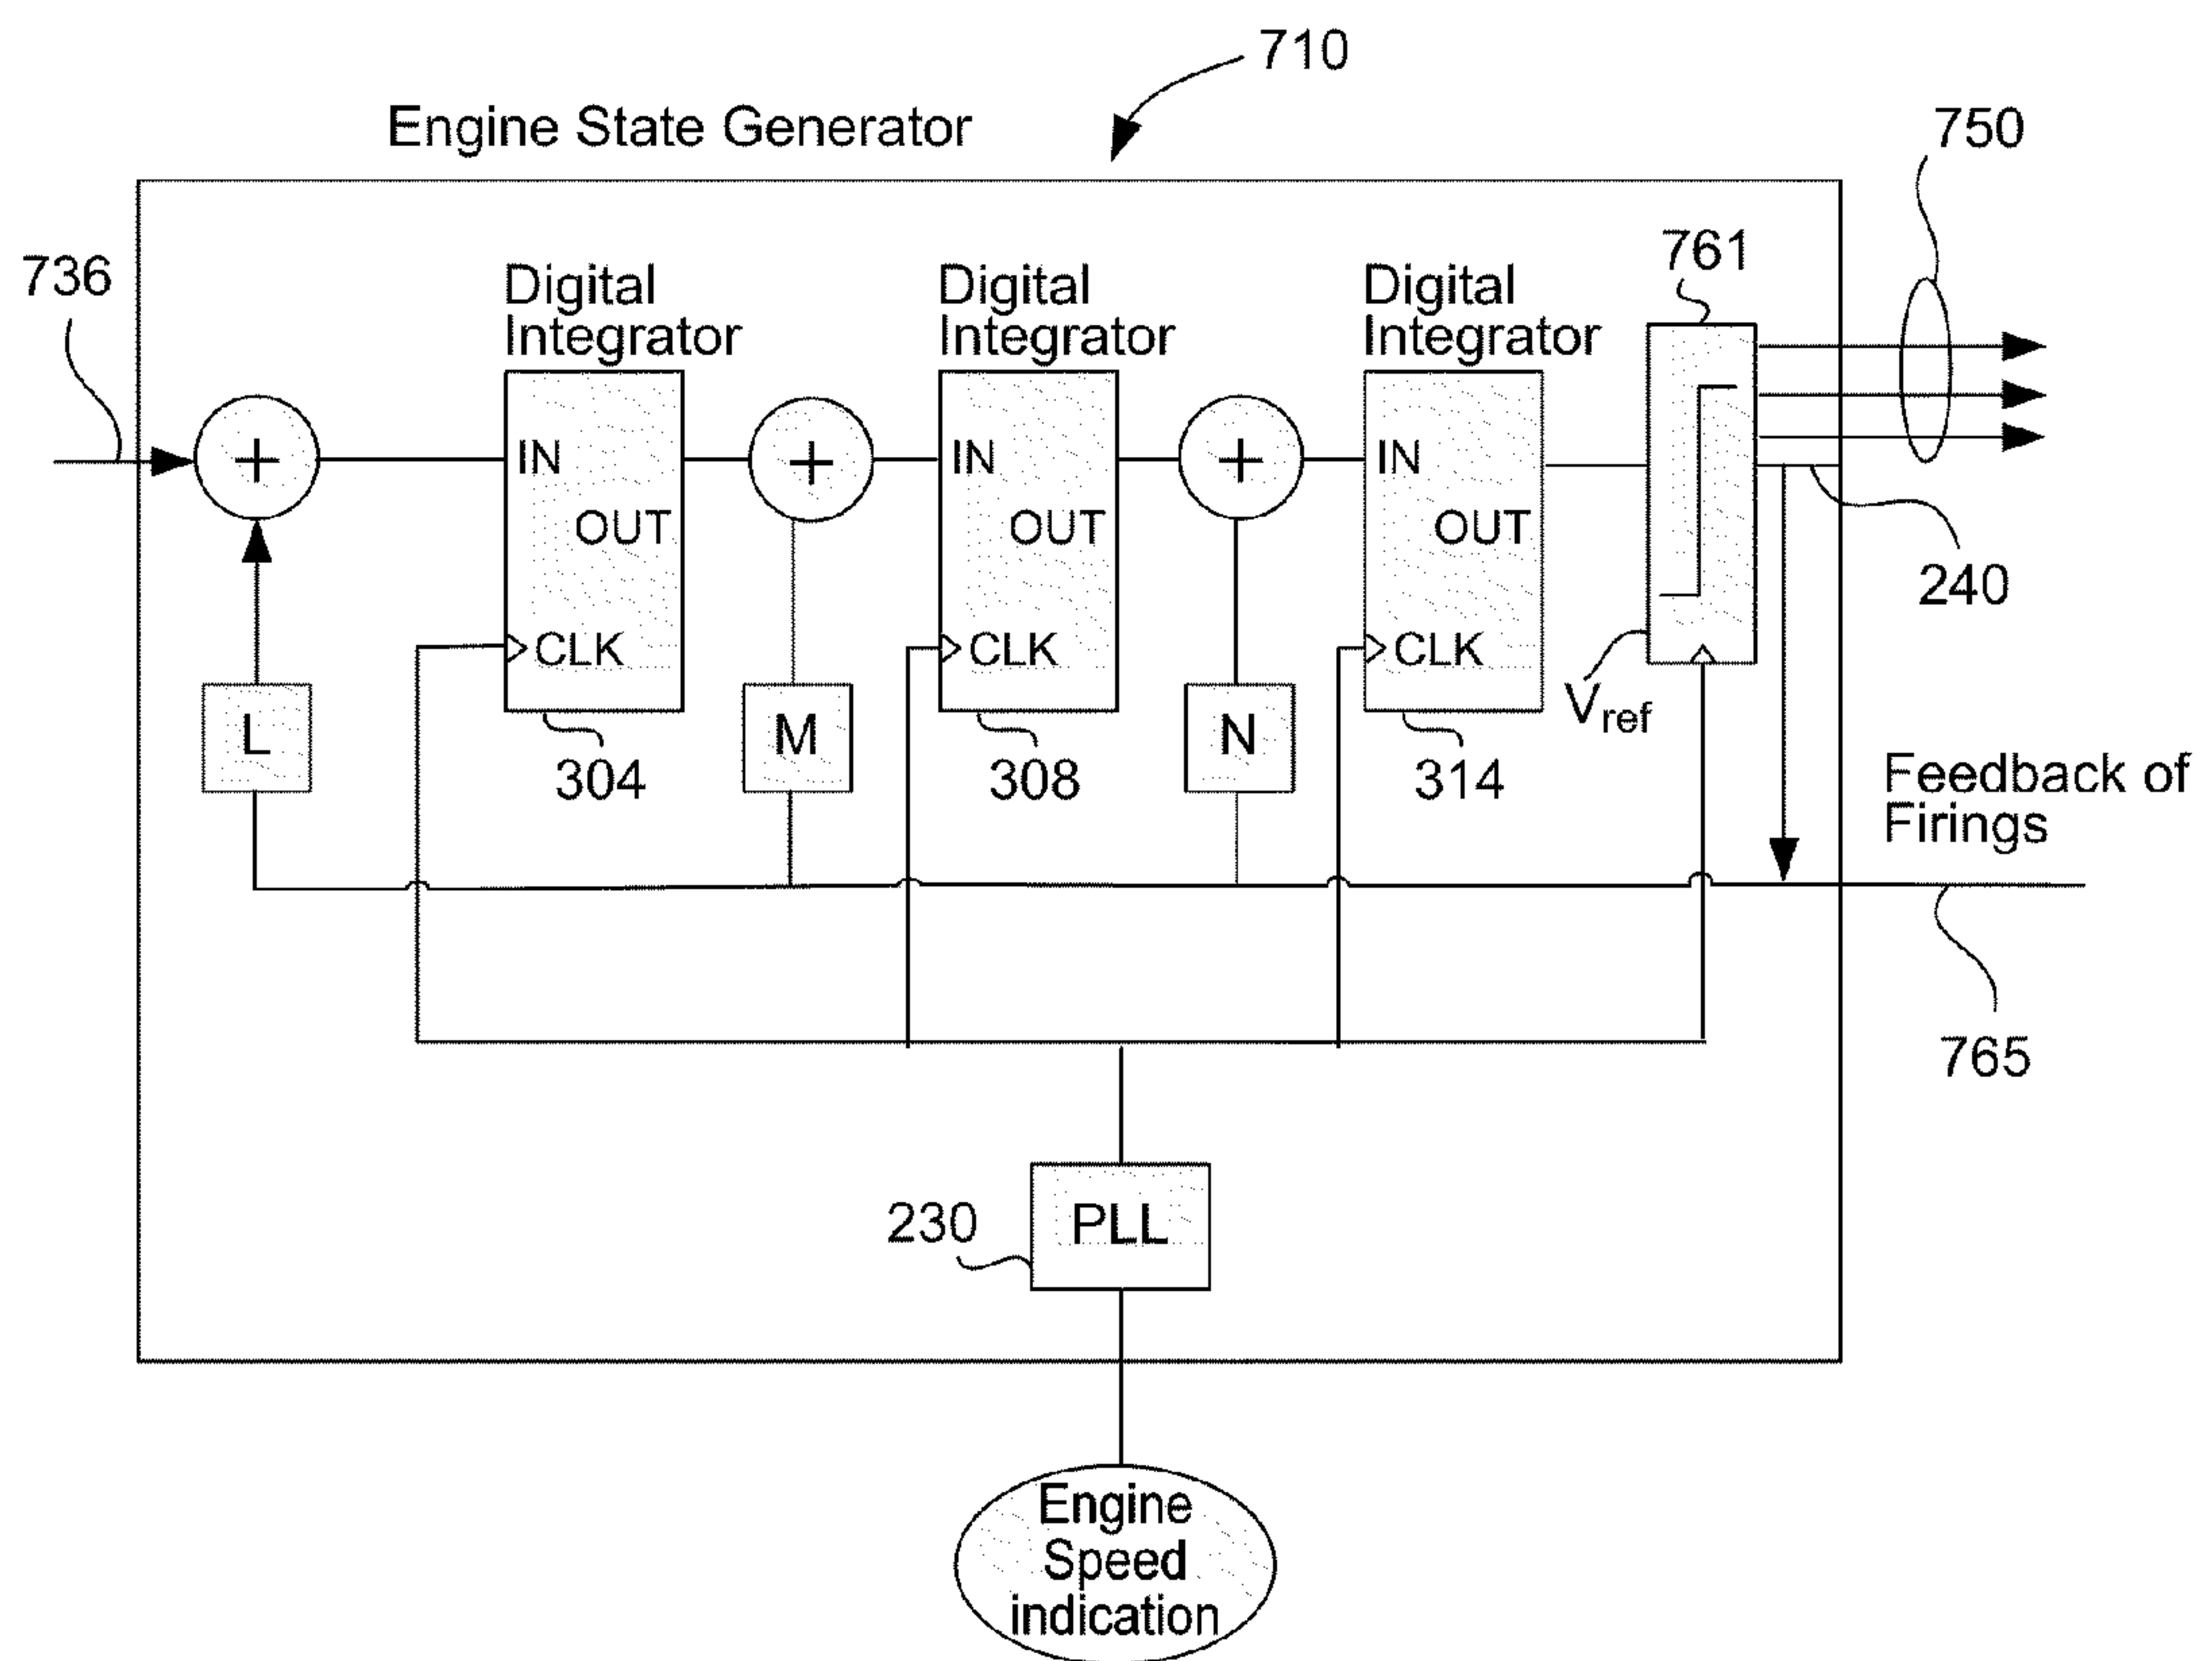 710
Engine State Generator
750
736
Digital
Integrator
Digital
Integrator
Digital
Integrator
761
+
IN
OUT
CLK
+
IN
OUT
CLK
+
IN
OUT
CLK
240
Vref
L
304
M
308
N
314
Feedback of
Firings
765
230
PLL
Engine
Speed
indication